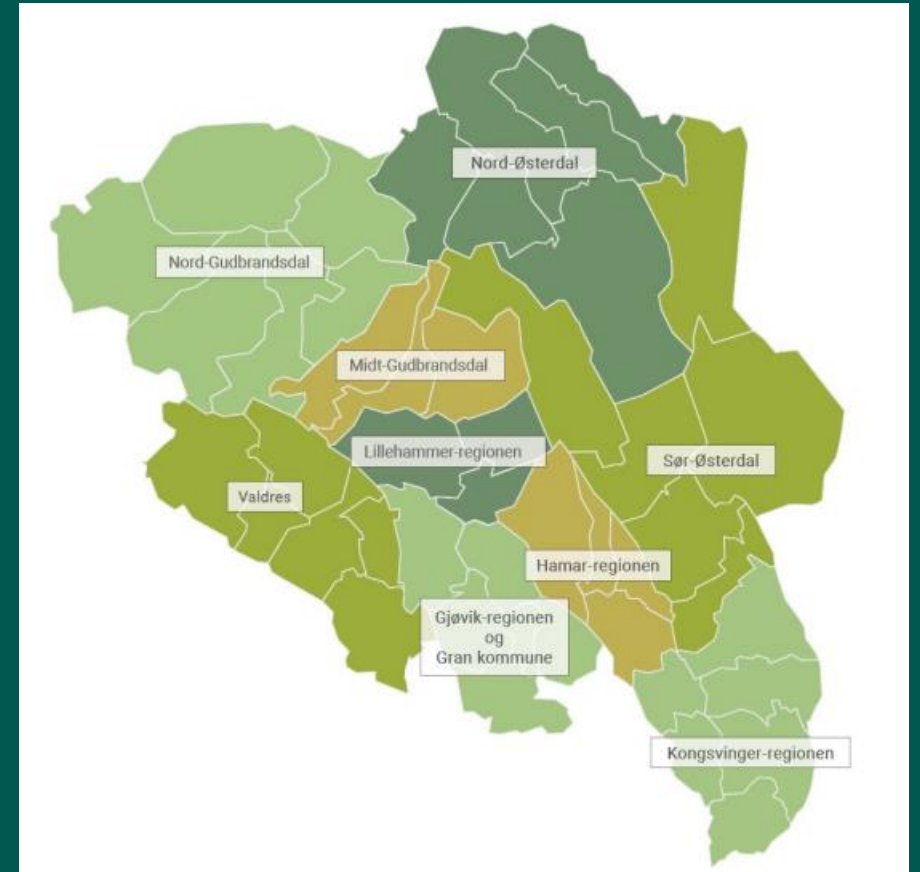 Nord-Østerdal
Nord-Gudbrandsdal
Midt-Gudbrandsdal
Lillehammer-regionen
Sør-Østerdal
Valdres
Hamar-regionen
Gjøvik-regionen
og
Gran kommune
Kongsvinger-regionen